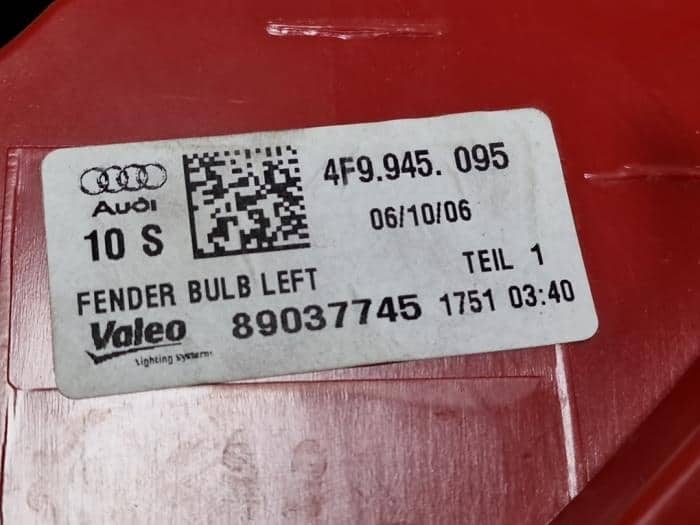 Audi
4F9.945. 095
10 S
06/10/06
FENDER BULB LEFT
TEIL 1
Valeo
lighting systems
89037745 1751 03:40